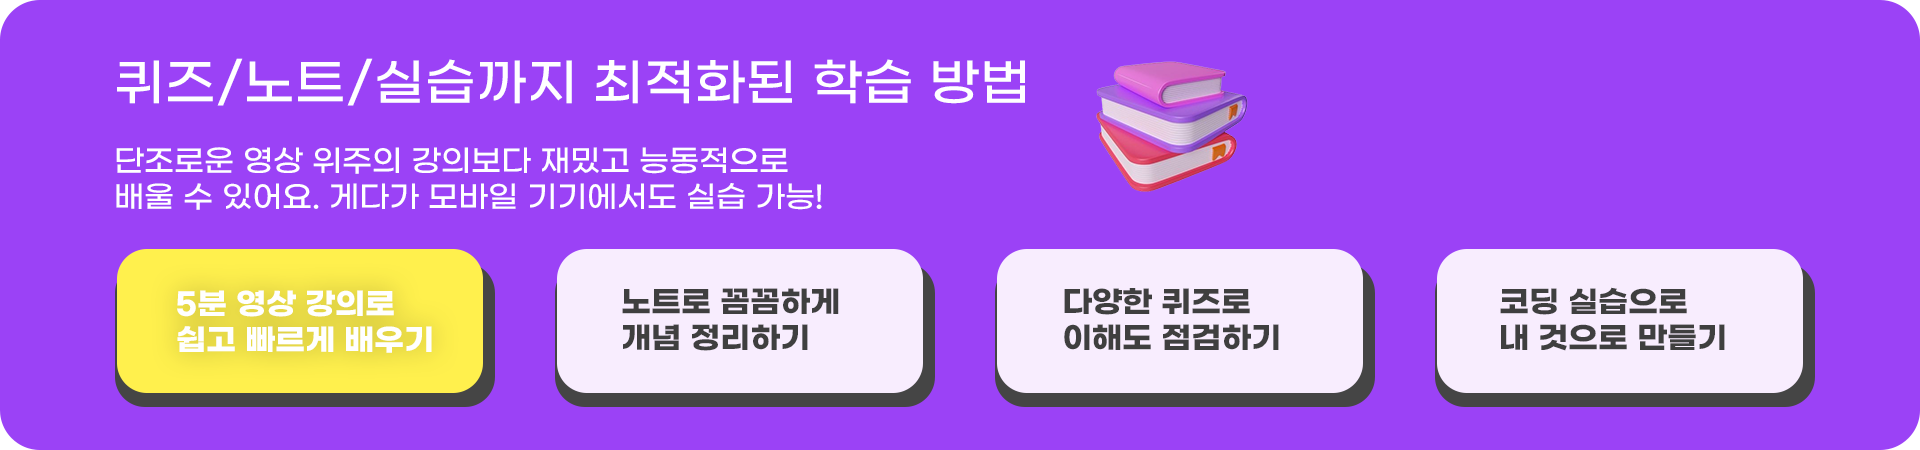 퀴즈/노트/실습까지 최적화된 학습 방법
단조로운 영상 위주의 강의보다 재밌고 능동적으로
배울 수 있어요. 게다가 모바일 기기에서도 실습 가능!
5분 영상 강의로
쉽고 빠르게 배우기
노트로 꼼꼼하게
개념 정리하기
다양한 퀴즈로
이해도 점검하기
코딩 실습으로
내 것으로 만들기